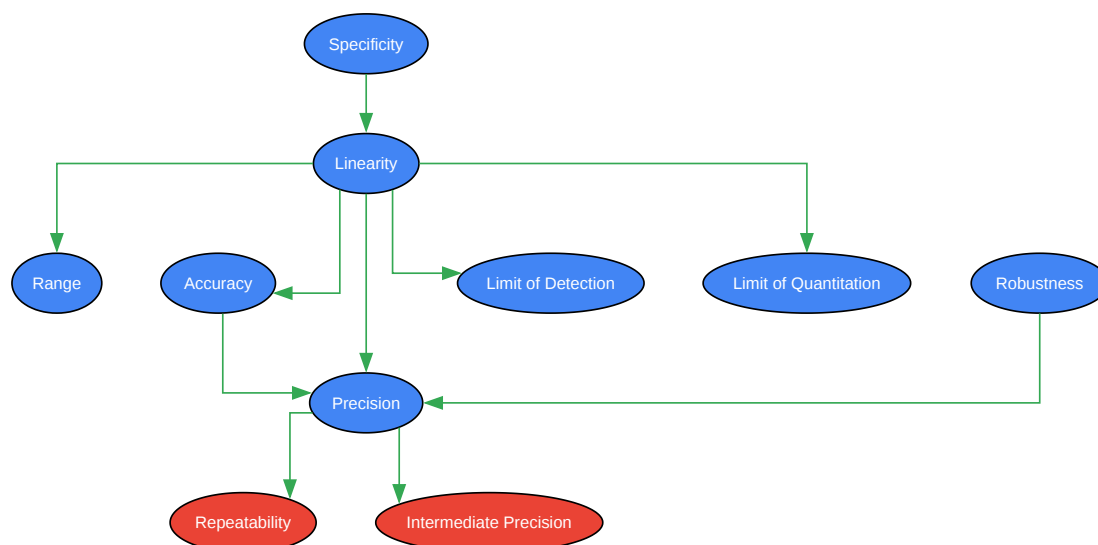 Specificity
Linearity
Range
Accuracy
Limit of Detection
Limit of Quantitation
Robustness
Precision
Repeatability
Intermediate Precision